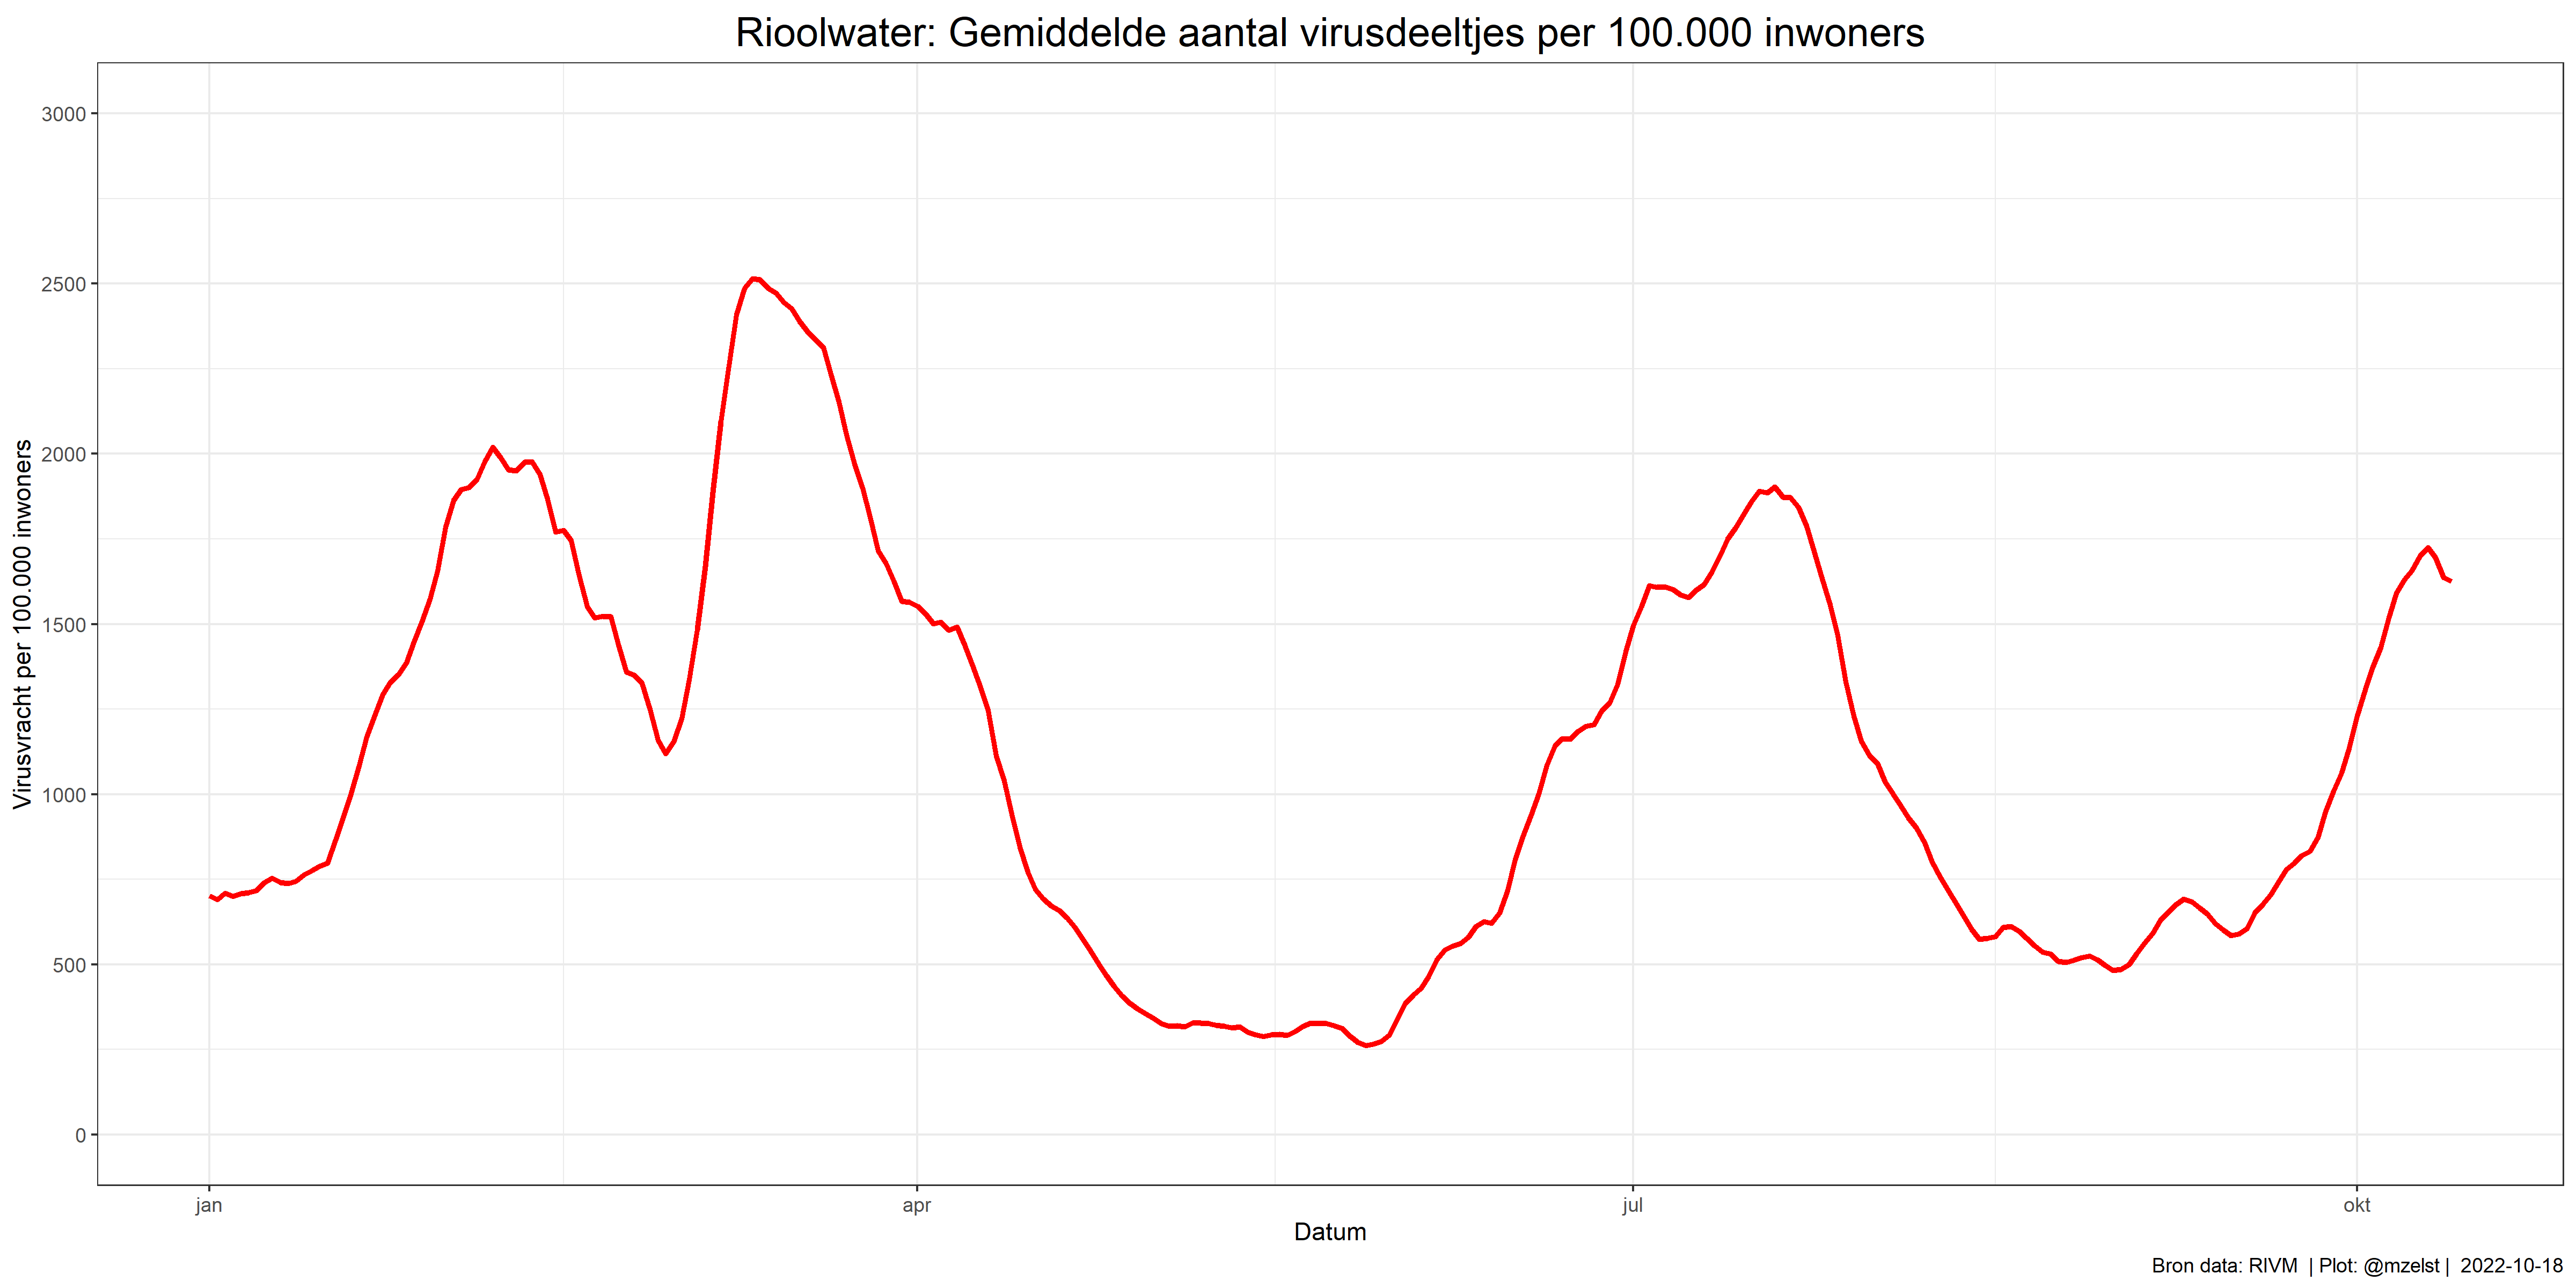 Rioolwater: Gemiddelde aantal virusdeeltjes per 100.000 inwoners
Virusvracht per 100.000 inwoners
3000
2500
2000
1500
1000
500
0
jan apr jul okt
Datum
Bron data: RIVM | Plot: @mzelst | 2022-10-18